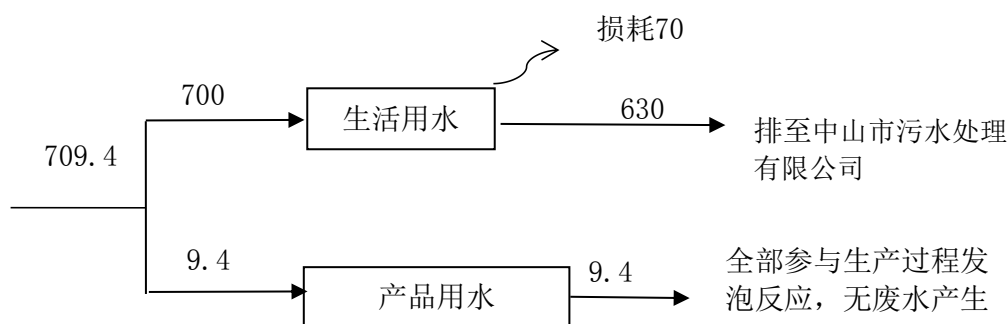 损耗70
700
生活用水
630
排至中山市污水处理
有限公司
709.4
9.4
产品用水
9.4
全部参与生产过程发
泡反应，无废水产生